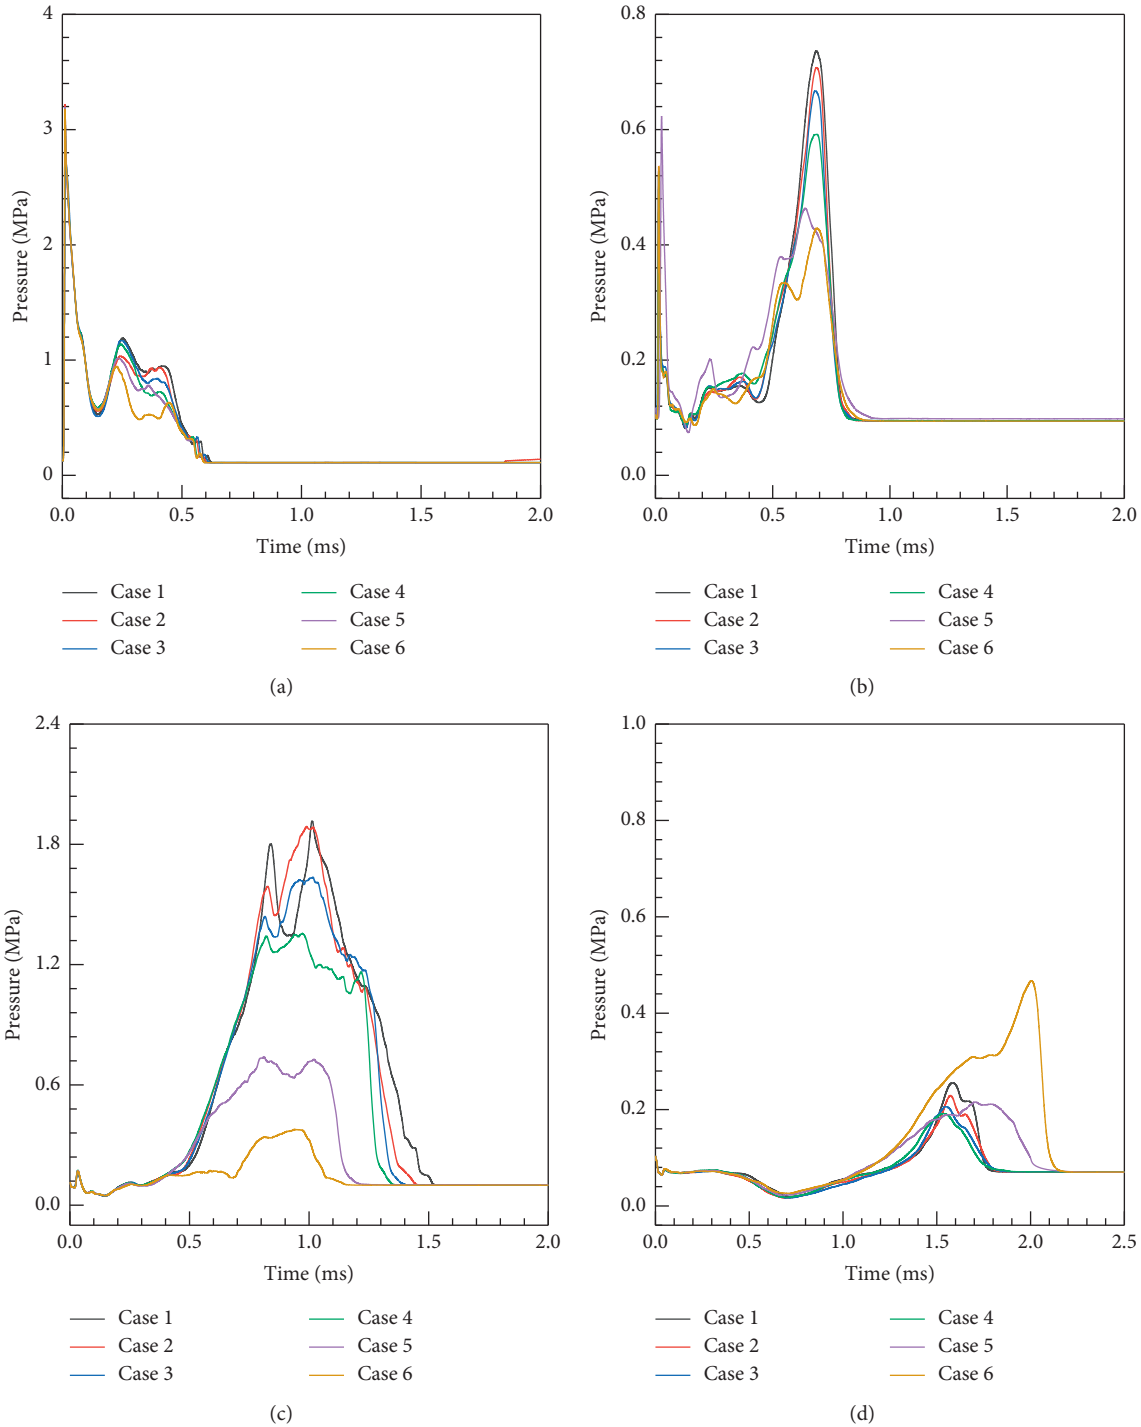 4
3
2
1
0
Pressure (MPa)
0.0 0.5 1.0 1.5 2.0
Time (ms)
Case 1 Case 4
Case 2 Case 5
Case 3 Case 6
(a)
0.8
0.6
0.4
0.2
0.0
Pressure (MPa)
0.0 0.5 1.0 1.5 2.0
Time (ms)
Case 1 Case 4
Case 2 Case 5
Case 3 Case 6
(b)
2.4
1.8
1.2
0.6
0.0
Pressure (MPa)
0.0 0.5 1.0 1.5 2.0
Time (ms)
Case 1 Case 4
Case 2 Case 5
Case 3 Case 6
(c)
1.0
0.8
0.6
0.4
0.2
0.0
Pressure (MPa)
0.0 0.5 1.0 1.5 2.0 2.5
Time (ms)
Case 1 Case 4
Case 2 Case 5
Case 3 Case 6
(d)